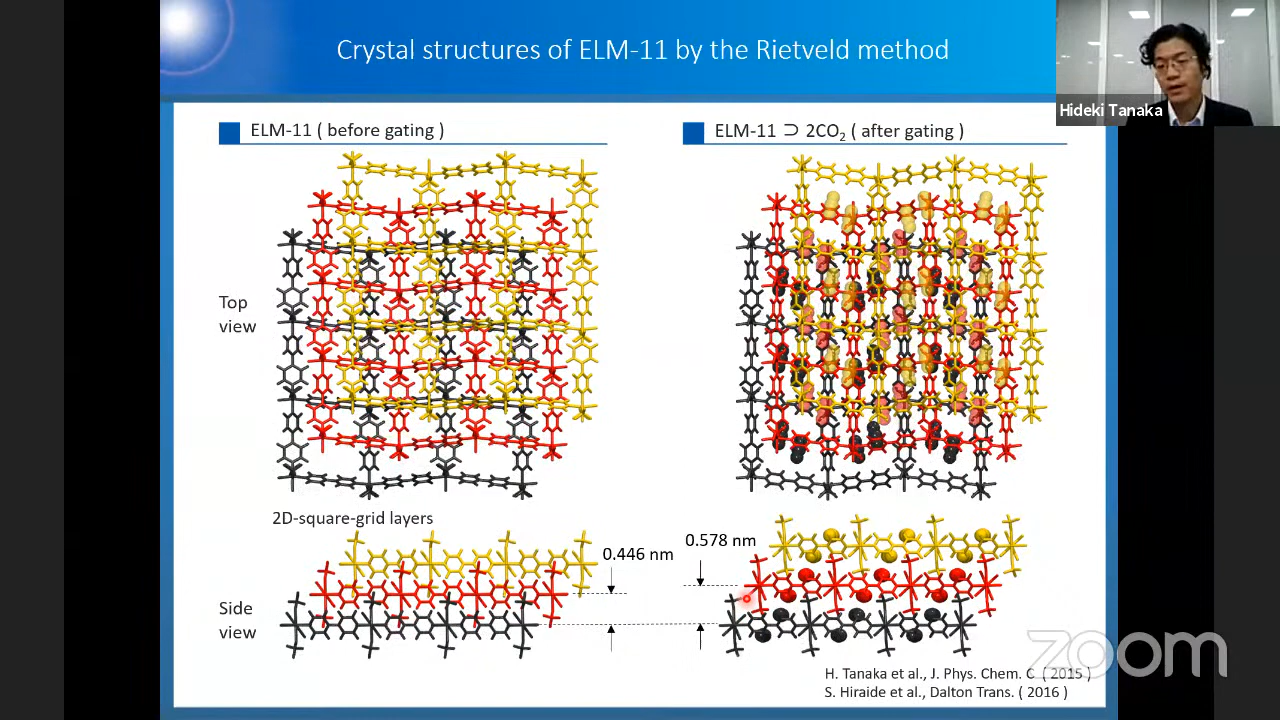 Crystal structures of ELM-11 by the Rietveld method
Hideki Tanaka
ELM-11 ( before gating )
ELM-11 ⊃ 2CO₂ ( after gating )
Top
view
2D-square-grid layers
0.446 nm
0.578 nm
Side
view
zoom
H. Tanaka et al., J. Phys. Chem. C ( 2015 )
S. Hiraide et al., Dalton Trans. ( 2016 )